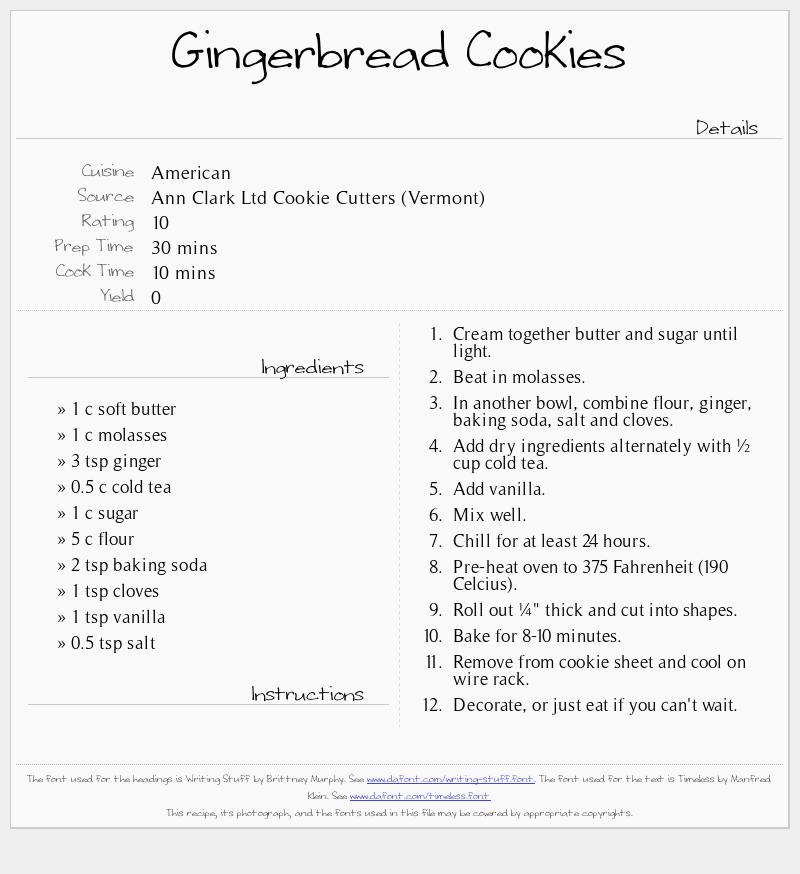 Gingerbread Cookies
Details
Cuisine American
Source Ann Clark Ltd Cookie Cutters (Vermont)
Rating 10
Prep Time 30 mins
Cook Time 10 mins
Yield 0
Ingredients
» 1 c soft butter
» 1 c molasses
» 3 tsp ginger
» 0.5 c cold tea
» 1 c sugar
» 5 c flour
» 2 tsp baking soda
» 1 tsp cloves
» 1 tsp vanilla
» 0.5 tsp salt
Instructions
1. Cream together butter and sugar until
light.
2. Beat in molasses.
3. In another bowl, combine flour, ginger,
baking soda, salt and cloves.
4. Add dry ingredients alternately with ½
cup cold tea.
5. Add vanilla.
6. Mix well.
7. Chill for at least 24 hours.
8. Pre-heat oven to 375 Fahrenheit (190
Celcius).
9. Roll out ¼" thick and cut into shapes.
10. Bake for 8-10 minutes.
11. Remove from cookie sheet and cool on
wire rack.
12. Decorate, or just eat if you can't wait.
The font used for the headings is Writing Stuff by Brittney Murphy. See www.dafont.com/writing-stuff.font. The font used for the text is Timeless by Manfred
Klein. See www.dafont.com/timeless.font
This recipe, its photograph, and the fonts used in this file may be covered by appropriate copyrights.